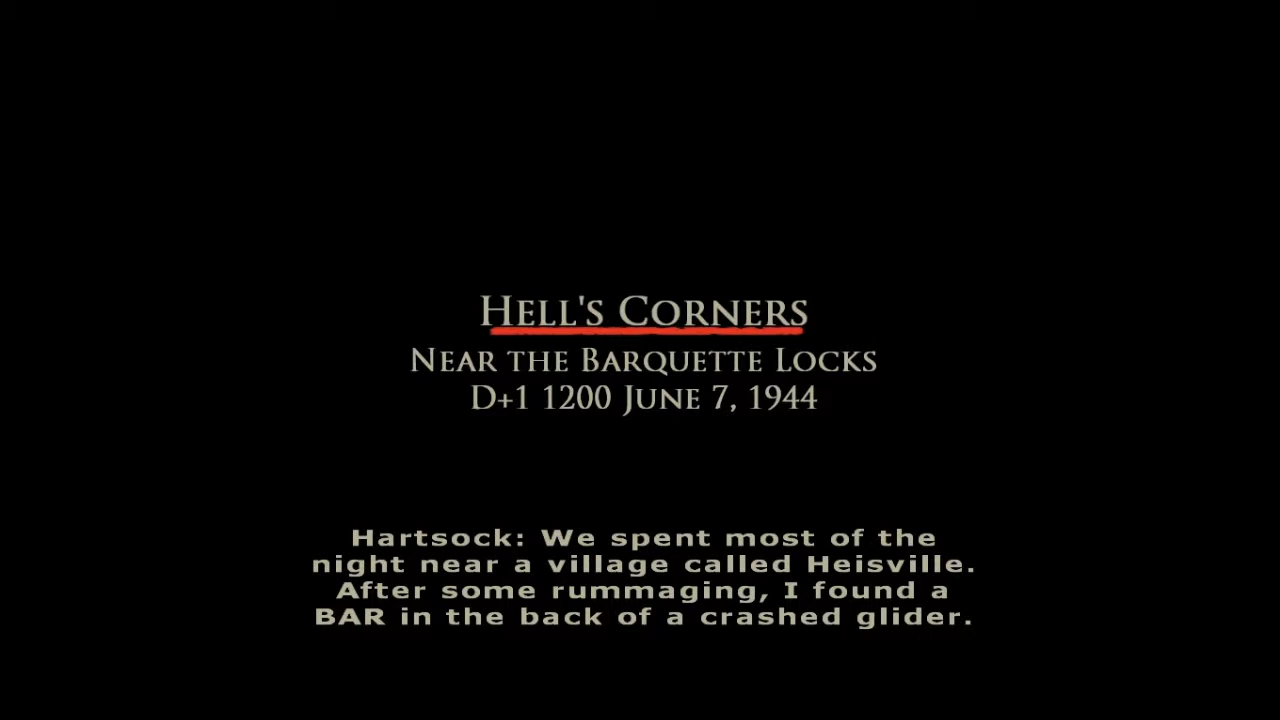 Hell's Corners
Near the Barquette Locks
D+1 1200 June 7, 1944
Hartsock: We spent most of the
night near a village called Heisville.
After some rummaging, I found a
BAR in the back of a crashed glider.